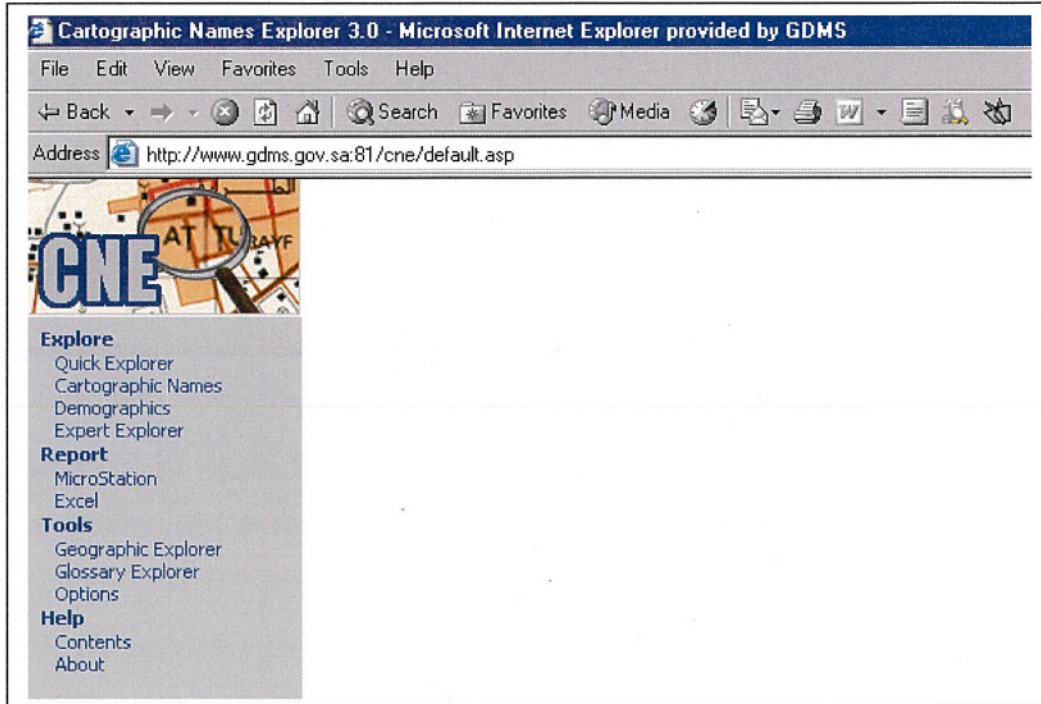 Cartographic Names Explorer 3.0 - Microsoft Internet Explorer provided by GDMS
File Edit View Favorites Tools Help
Back Search Favorites Media W
Address http://www.gdms.gov.sa:81/cne/default.asp
AT TURAYF
CNE
Explore
Quick Explorer
Cartographic Names
Demographics
Expert Explorer
Report
MicroStation
Excel
Tools
Geographic Explorer
Glossary Explorer
Options
Help
Contents
About